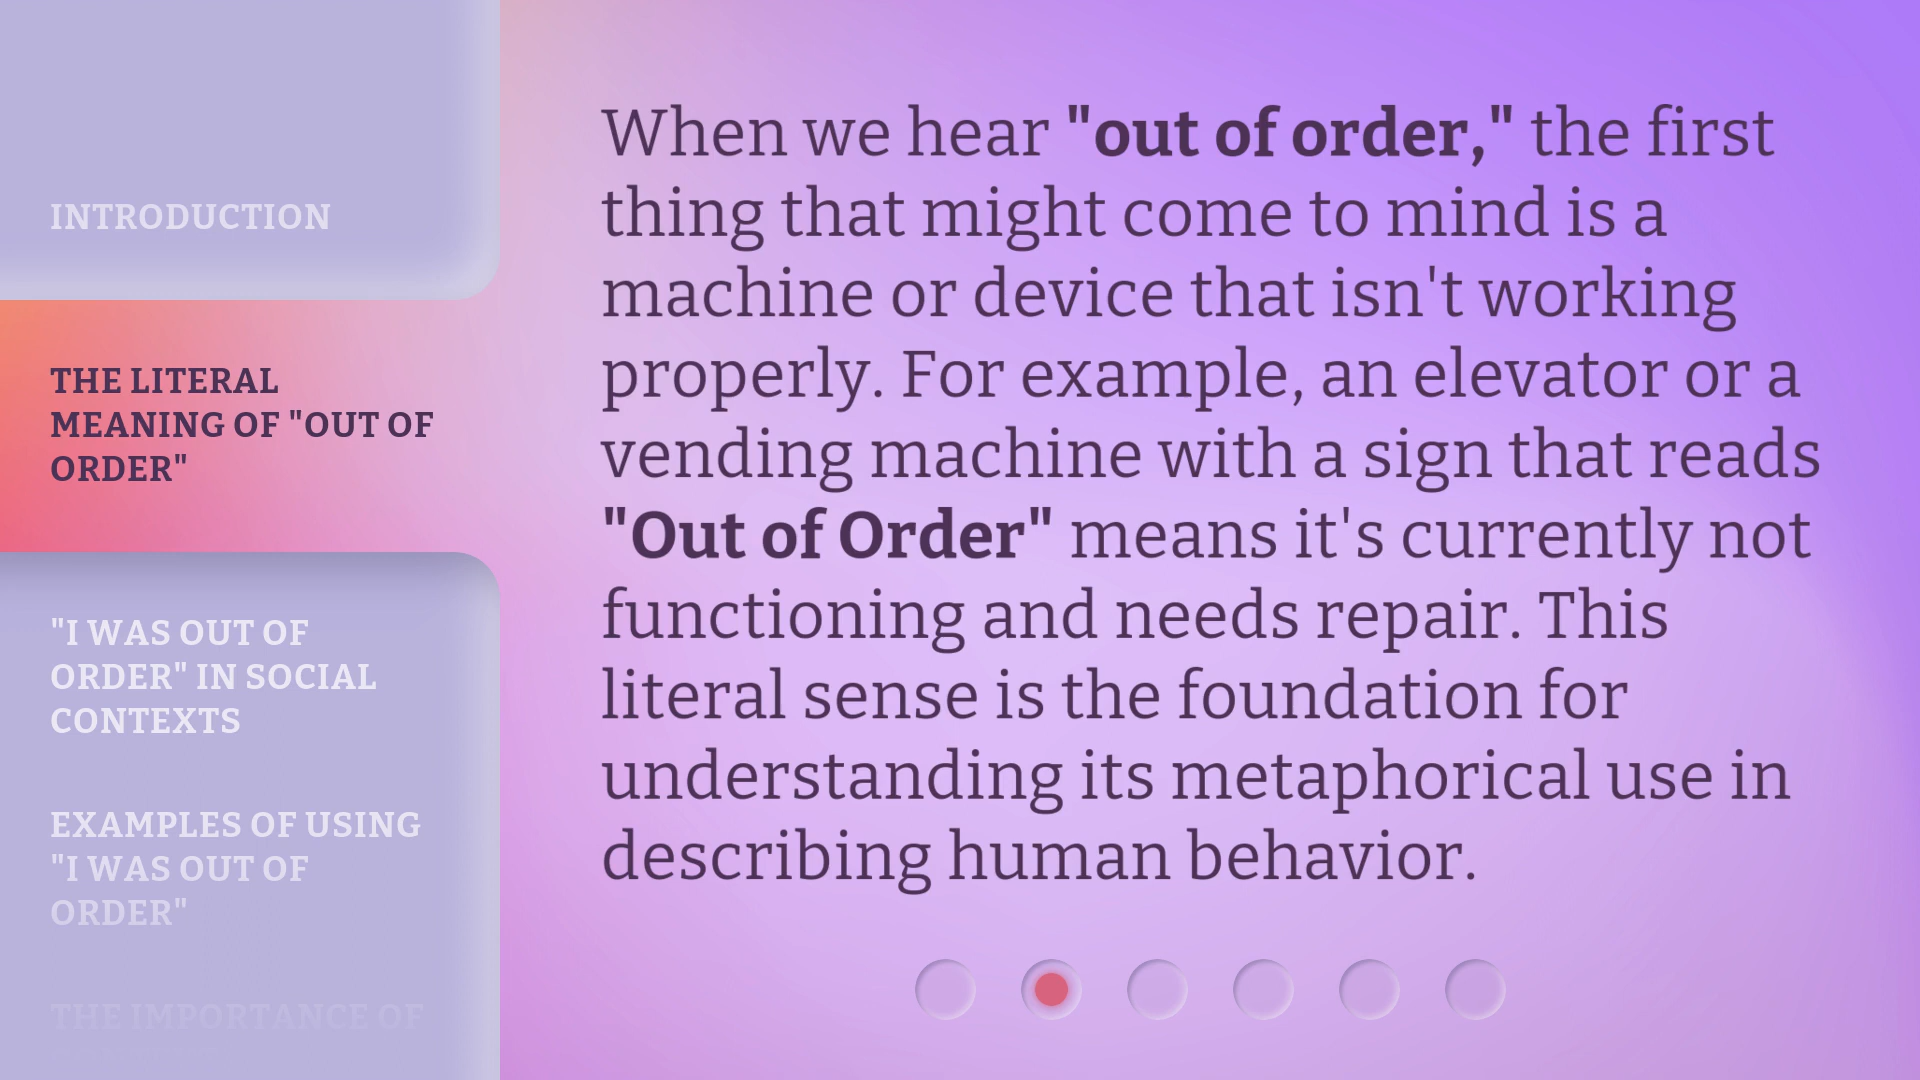 INTRODUCTION
THE LITERAL
MEANING OF "OUT OF
ORDER"
"I WAS OUT OF
ORDER" IN SOCIAL
CONTEXTS
EXAMPLES OF USING
"I WAS OUT OF
ORDER"
THE IMPORTANCE OF
When we hear "out of order," the first
thing that might come to mind is a
machine or device that isn't working
properly. For example, an elevator or a
vending machine with a sign that reads
"Out of Order" means it's currently not
functioning and needs repair. This
literal sense is the foundation for
understanding its metaphorical use in
describing human behavior.